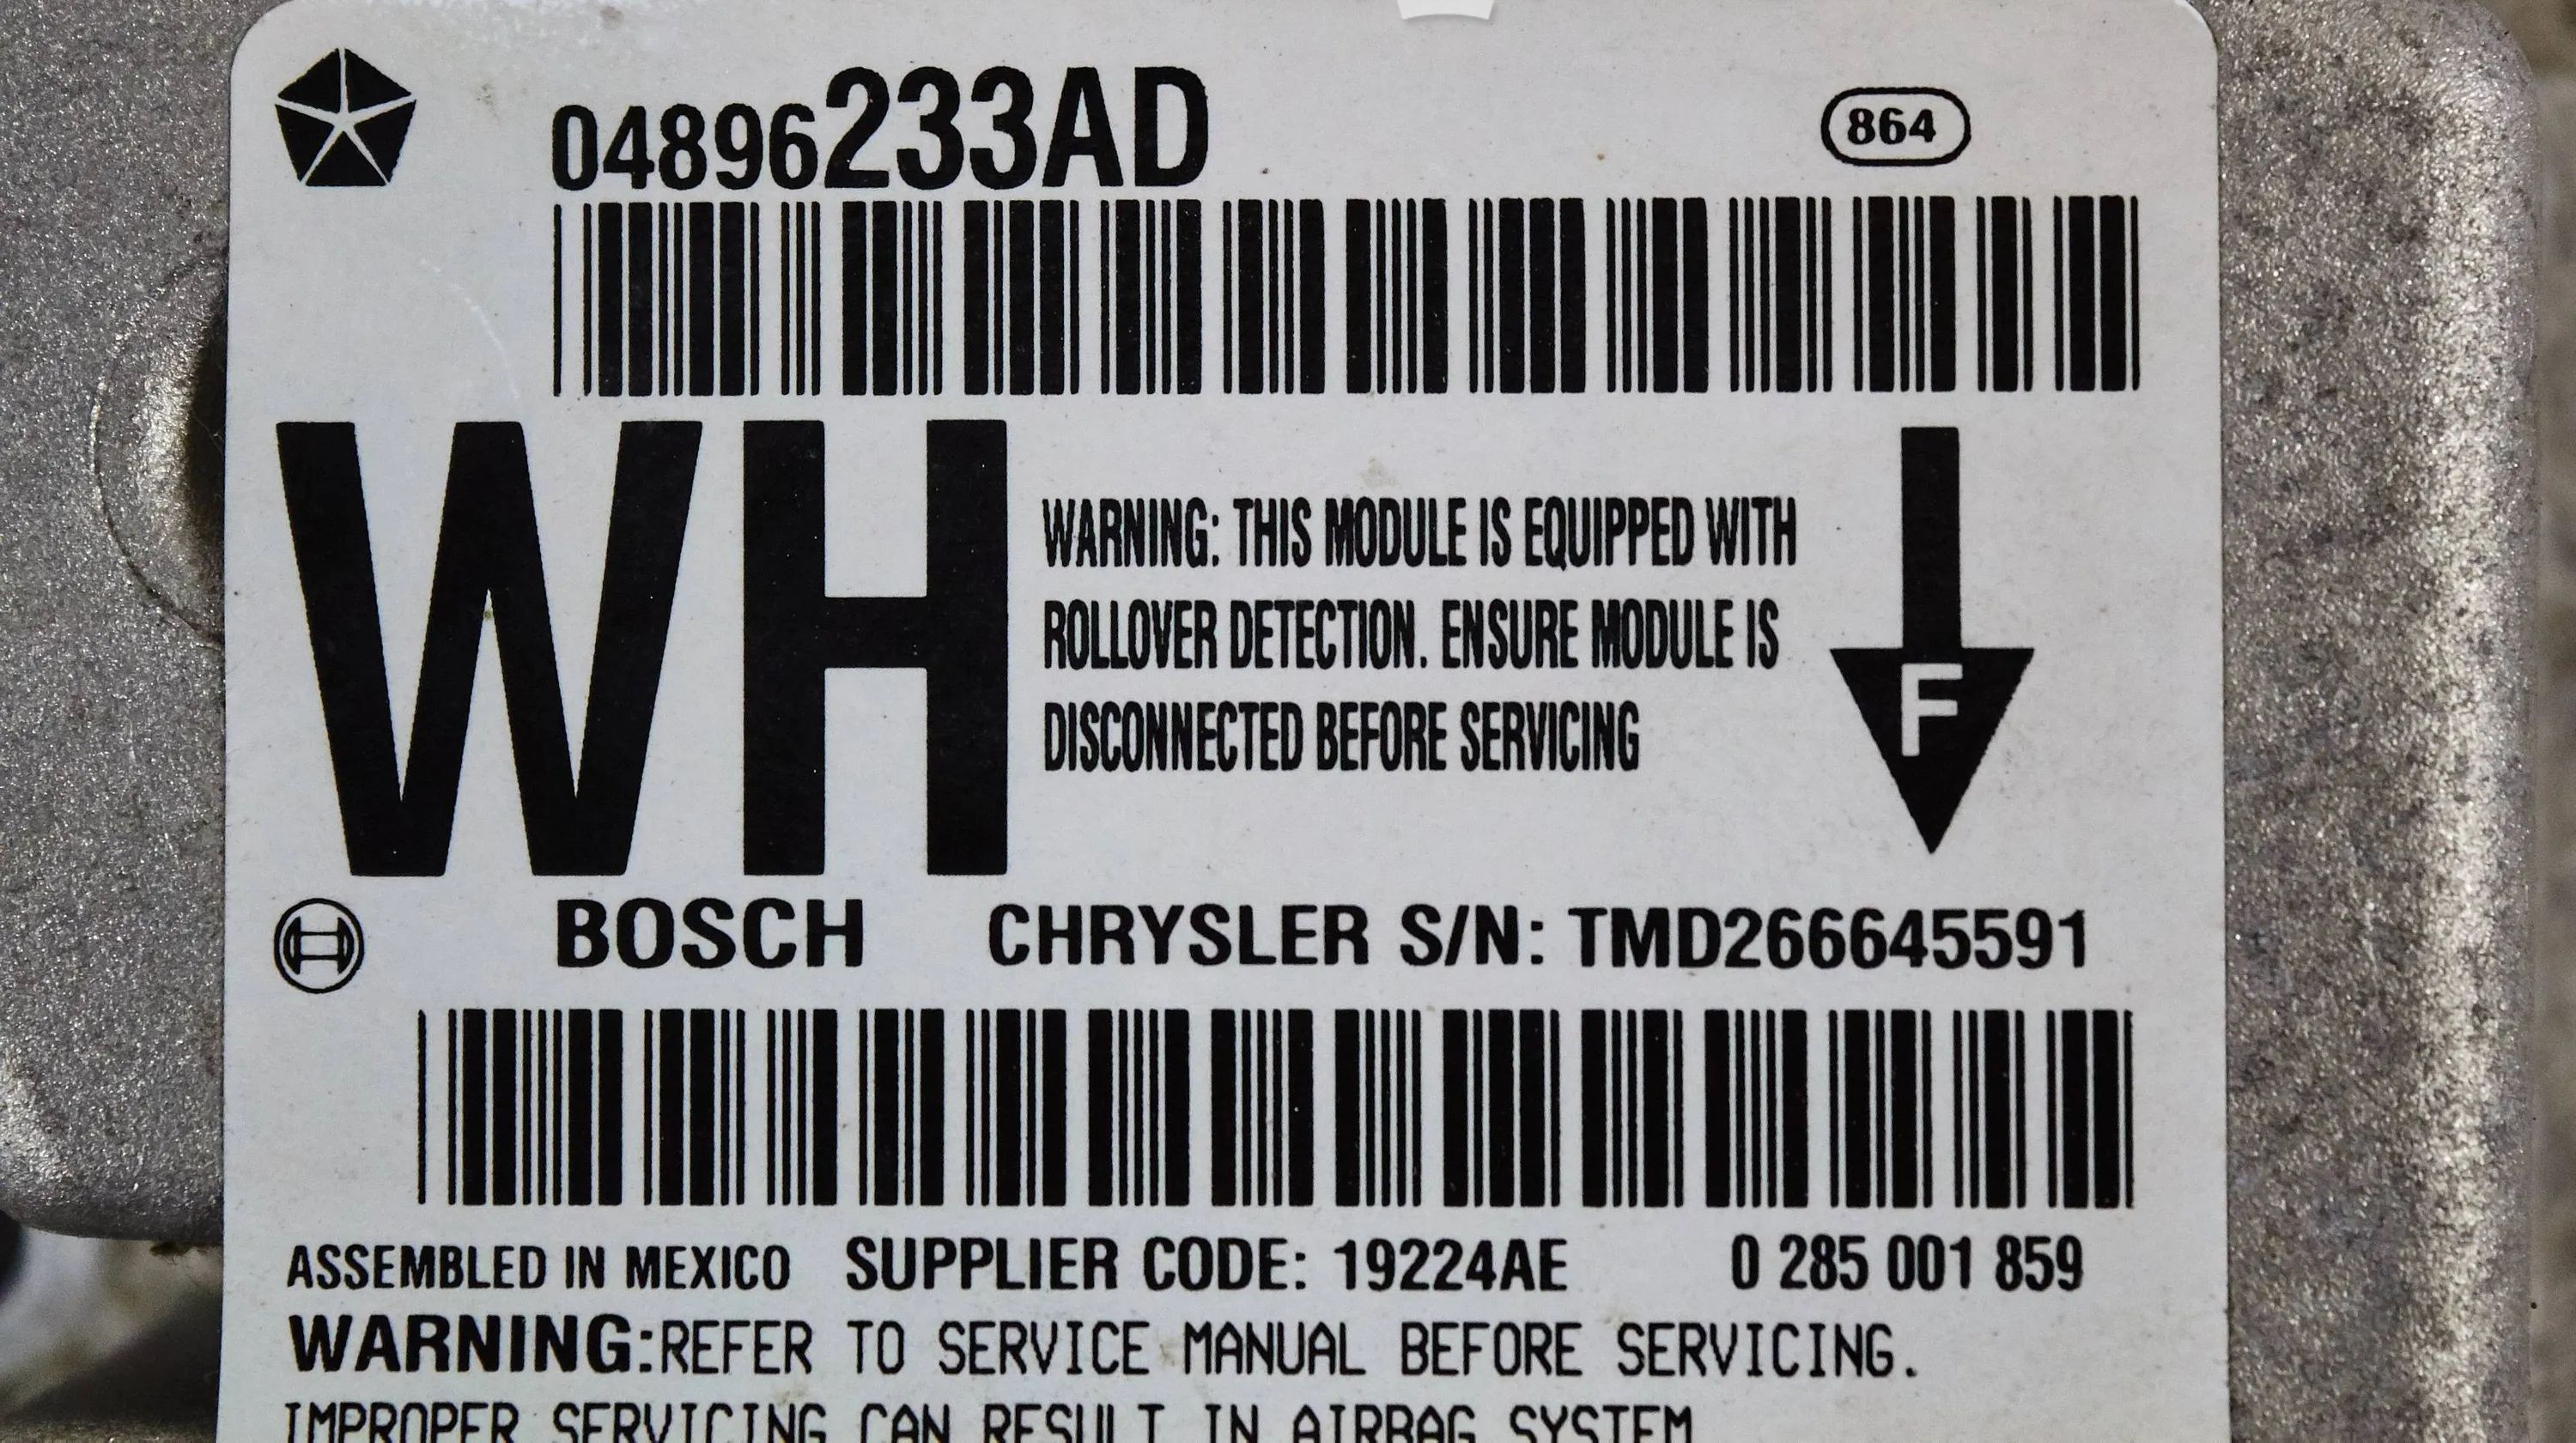 04896233AD
864
WH
WARNING: THIS MODULE IS EQUIPPED WITH
ROLLOVER DETECTION. ENSURE MODULE IS
DISCONNECTED BEFORE SERVICING
F
BOSCH CHRYSLER S/N: TMD266645591
ASSEMBLED IN MEXICO SUPPLIER CODE: 19224AE 0 285 001 859
WARNING:REFER TO SERVICE MANUAL BEFORE SERVICING.
IMPROPER SERVICING CAN RESULT IN AIRBAG SYSTEM